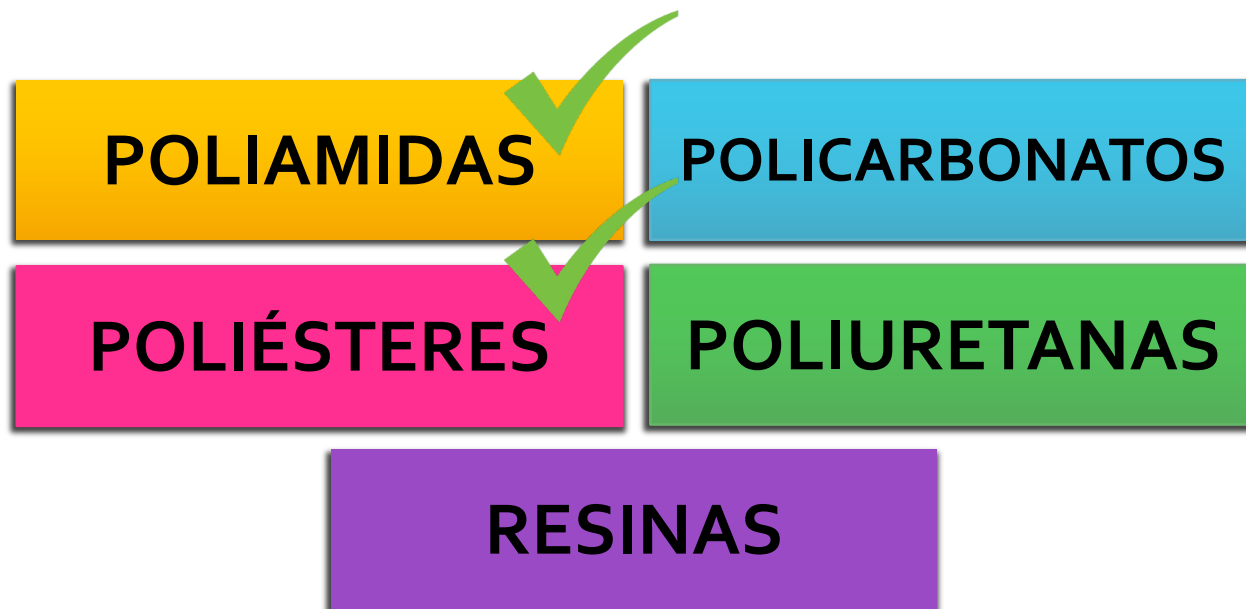 POLIAMIDAS
POLICARBONATOS
POLIÉSTERES
POLIURETANAS
RESINAS